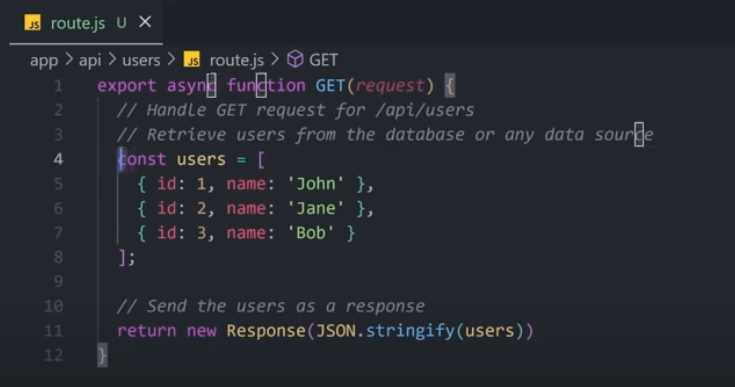 JS route.js U ×
app > api > users > JS route.js > GET
1 export async function GET(request) {
2 // Handle GET request for /api/users
3 // Retrieve users from the database or any data source
4 const users = [
5 { id: 1, name: 'John' },
6 { id: 2, name: 'Jane' },
7 { id: 3, name: 'Bob' }
8 ];
9
10 // Send the users as a response
11 return new Response(JSON.stringify(users))
12 }